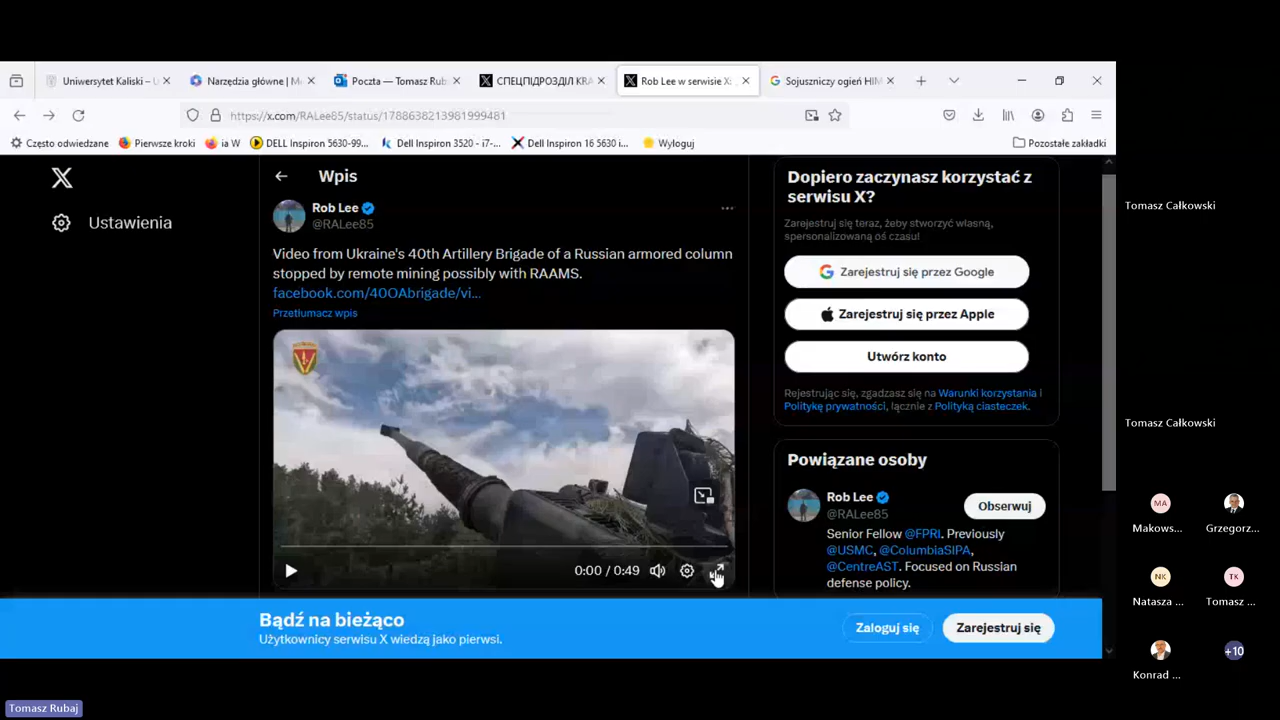 Uniwersytet Kaliski – U
Narzędzia główne | Mo
Poczta — Tomasz Rub
СПЕЦПІДРОЗДІЛ KRA
Rob Lee w serwisie X:
Sojuszniczy ogień HIM
https://x.com/RALee85/status/1788638213981999481
Często odwiedzane
Pierwsze kroki
ia W
DELL Inspiron 5630-99...
Dell Inspiron 3520 - i7-...
Dell Inspiron 16 5630 i...
Wyloguj
Pozostałe zakładki
Ustawienia
Wpis
Rob Lee
@RALee85
Video from Ukraine's 40th Artillery Brigade of a Russian armored column
stopped by remote mining possibly with RAAMS.
facebook.com/40OAbrigade/vi...
Przetłumacz wpis
0:00 / 0:49
Dopiero zaczynasz korzystać z
serwisu X?
Zarejestruj się teraz, żeby stworzyć własną,
spersonalizowaną oś czasu!
Zarejestruj się przez Google
Zarejestruj się przez Apple
Utwórz konto
Rejestrując się, zgadzasz się na Warunki korzystania i
Politykę prywatności, łącznie z Polityką ciasteczek.
Powiązane osoby
Rob Lee
@RALee85
Obserwuj
Senior Fellow @FPRI. Previously
@USMC, @ColumbiaSIPA,
@CentreAST. Focused on Russian
defense policy.
Bądź na bieżąco
Użytkownicy serwisu X wiedzą jako pierwsi.
Zaloguj się
Zarejestruj się
Tomasz Całkowski
Tomasz Całkowski
MA
Makows...
Grzegorz...
NK
Natasza ...
TK
Tomasz ...
Konrad ...
+10
Tomasz Rubaj